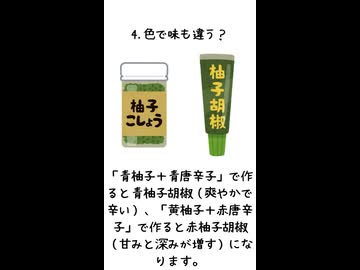 4.色で味も違う?
柚子
こしょう
柚子胡椒
「青柚子+青唐辛子」で作
ると青柚子胡椒(爽やかで
辛い)、「黄柚子+赤唐辛
子」で作ると赤柚子胡椒
(甘みと深みが増す)にな
ります。